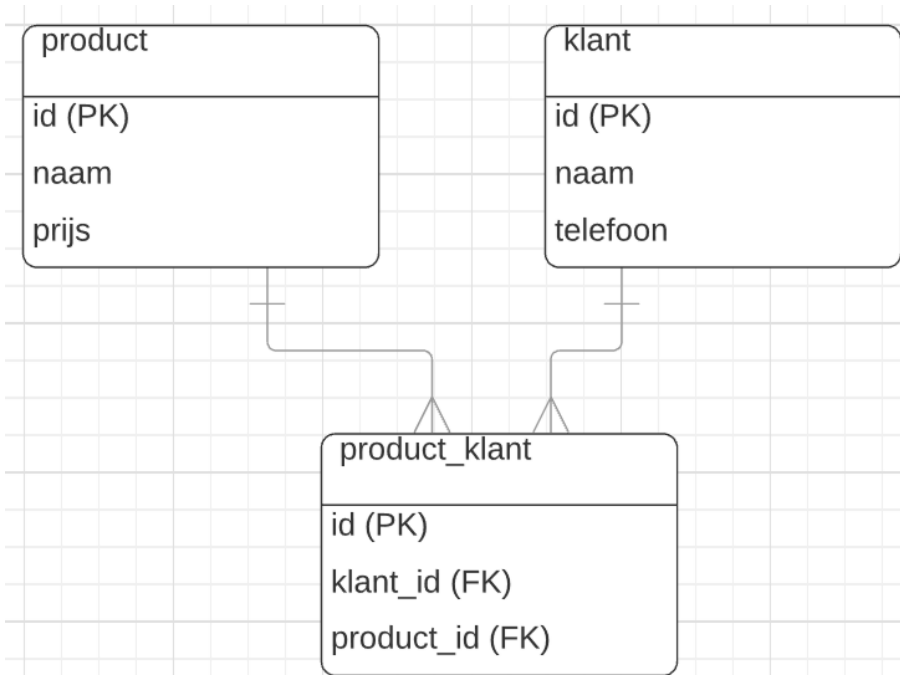 product
id (PK)
naam
prijs
klant
id (PK)
naam
telefoon
product_klant
id (PK)
klant_id (FK)
product_id (FK)